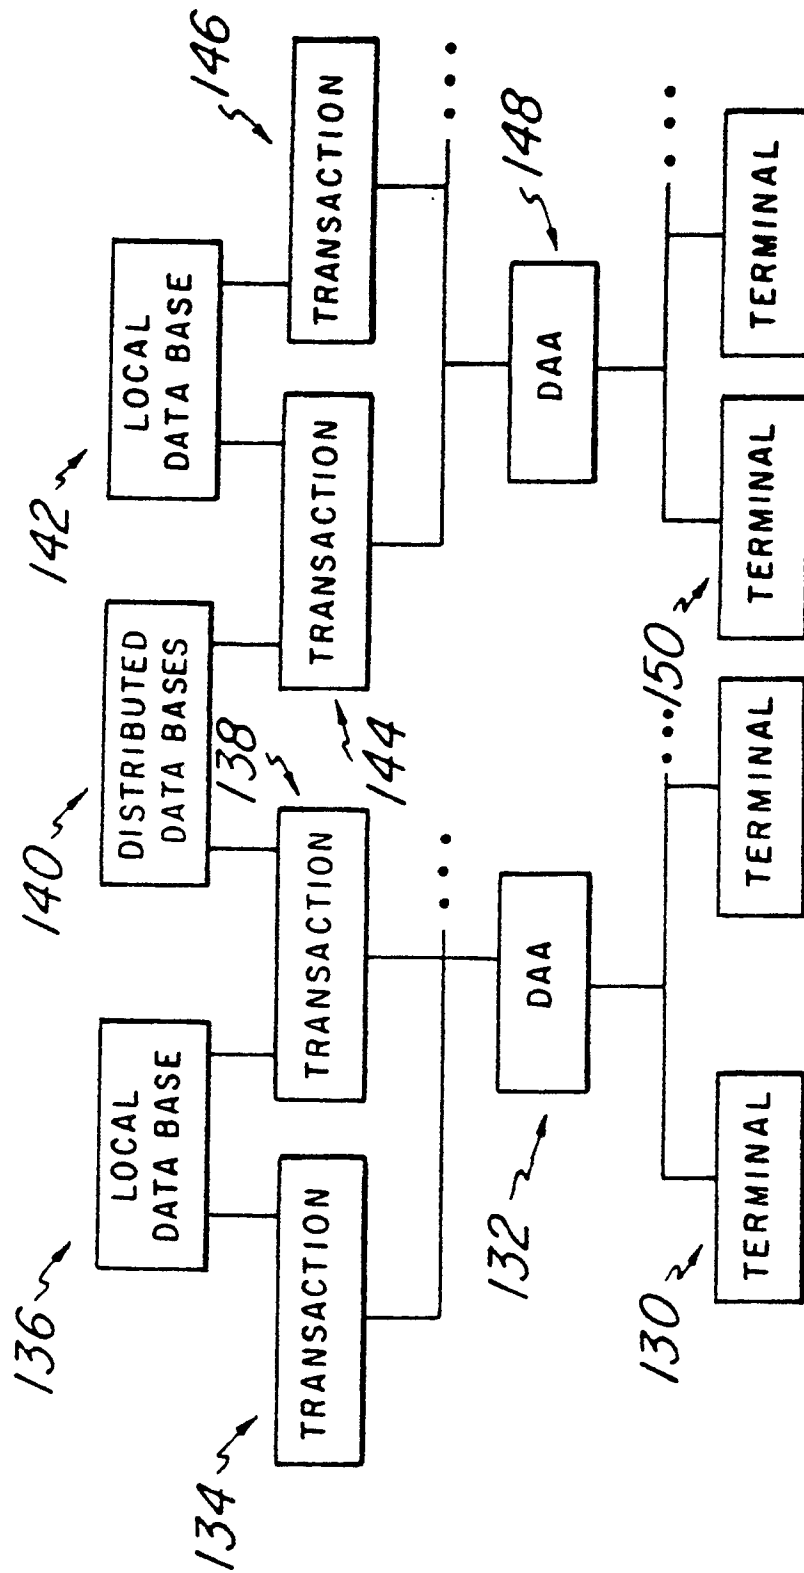 136
140
142
LOCAL
DATA BASE
DISTRIBUTED
DATA BASES
LOCAL
DATA BASE
134
138
146
TRANSACTION
TRANSACTION
TRANSACTION
TRANSACTION
144
132
DAA
DAA
148
130
150
TERMINAL
TERMINAL
TERMINAL
TERMINAL